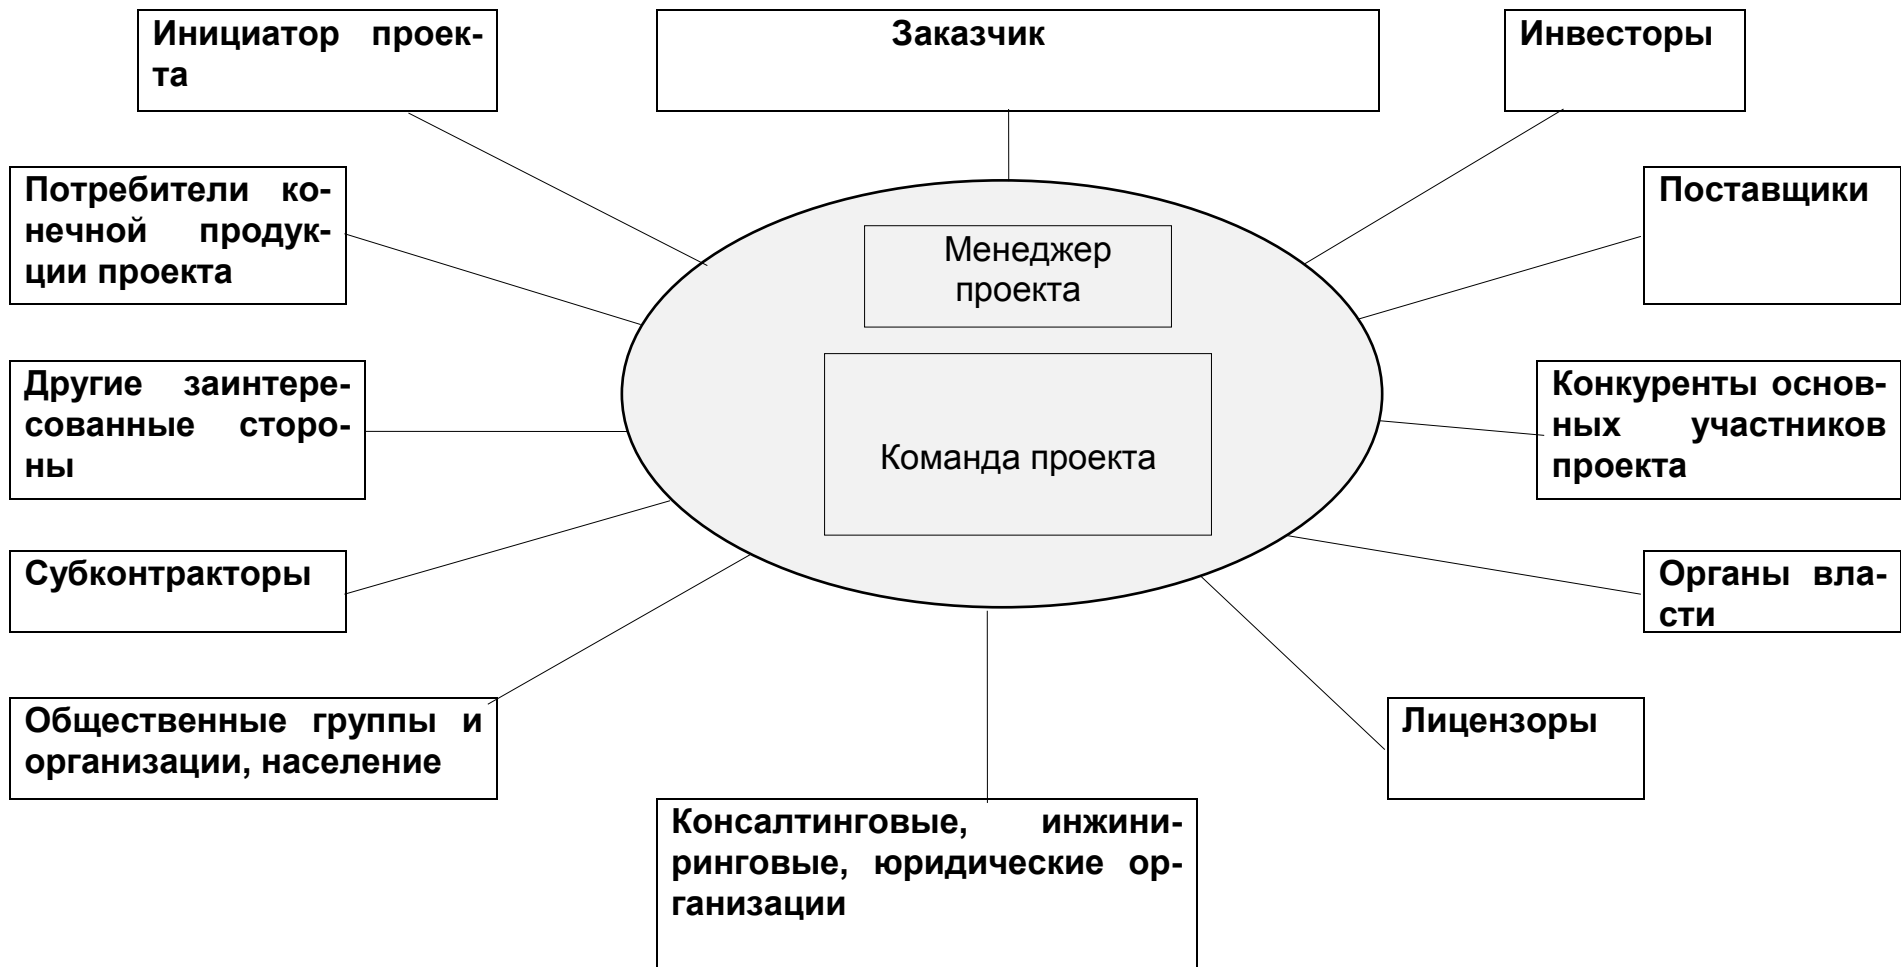 Инициатор проек-
та
Заказчик
Инвесторы
Потребители ко-
нечной продук-
ции проекта
Менеджер
проекта
Поставщики
Другие заинтере-
сованные сторо-
ны
Команда проекта
Конкуренты основ-
ных участников
проекта
Субконтракторы
Органы вла-
сти
Общественные группы и
организации, население
Лицензоры
Консалтинговые, инжини-
ринговые, юридические ор-
ганизации